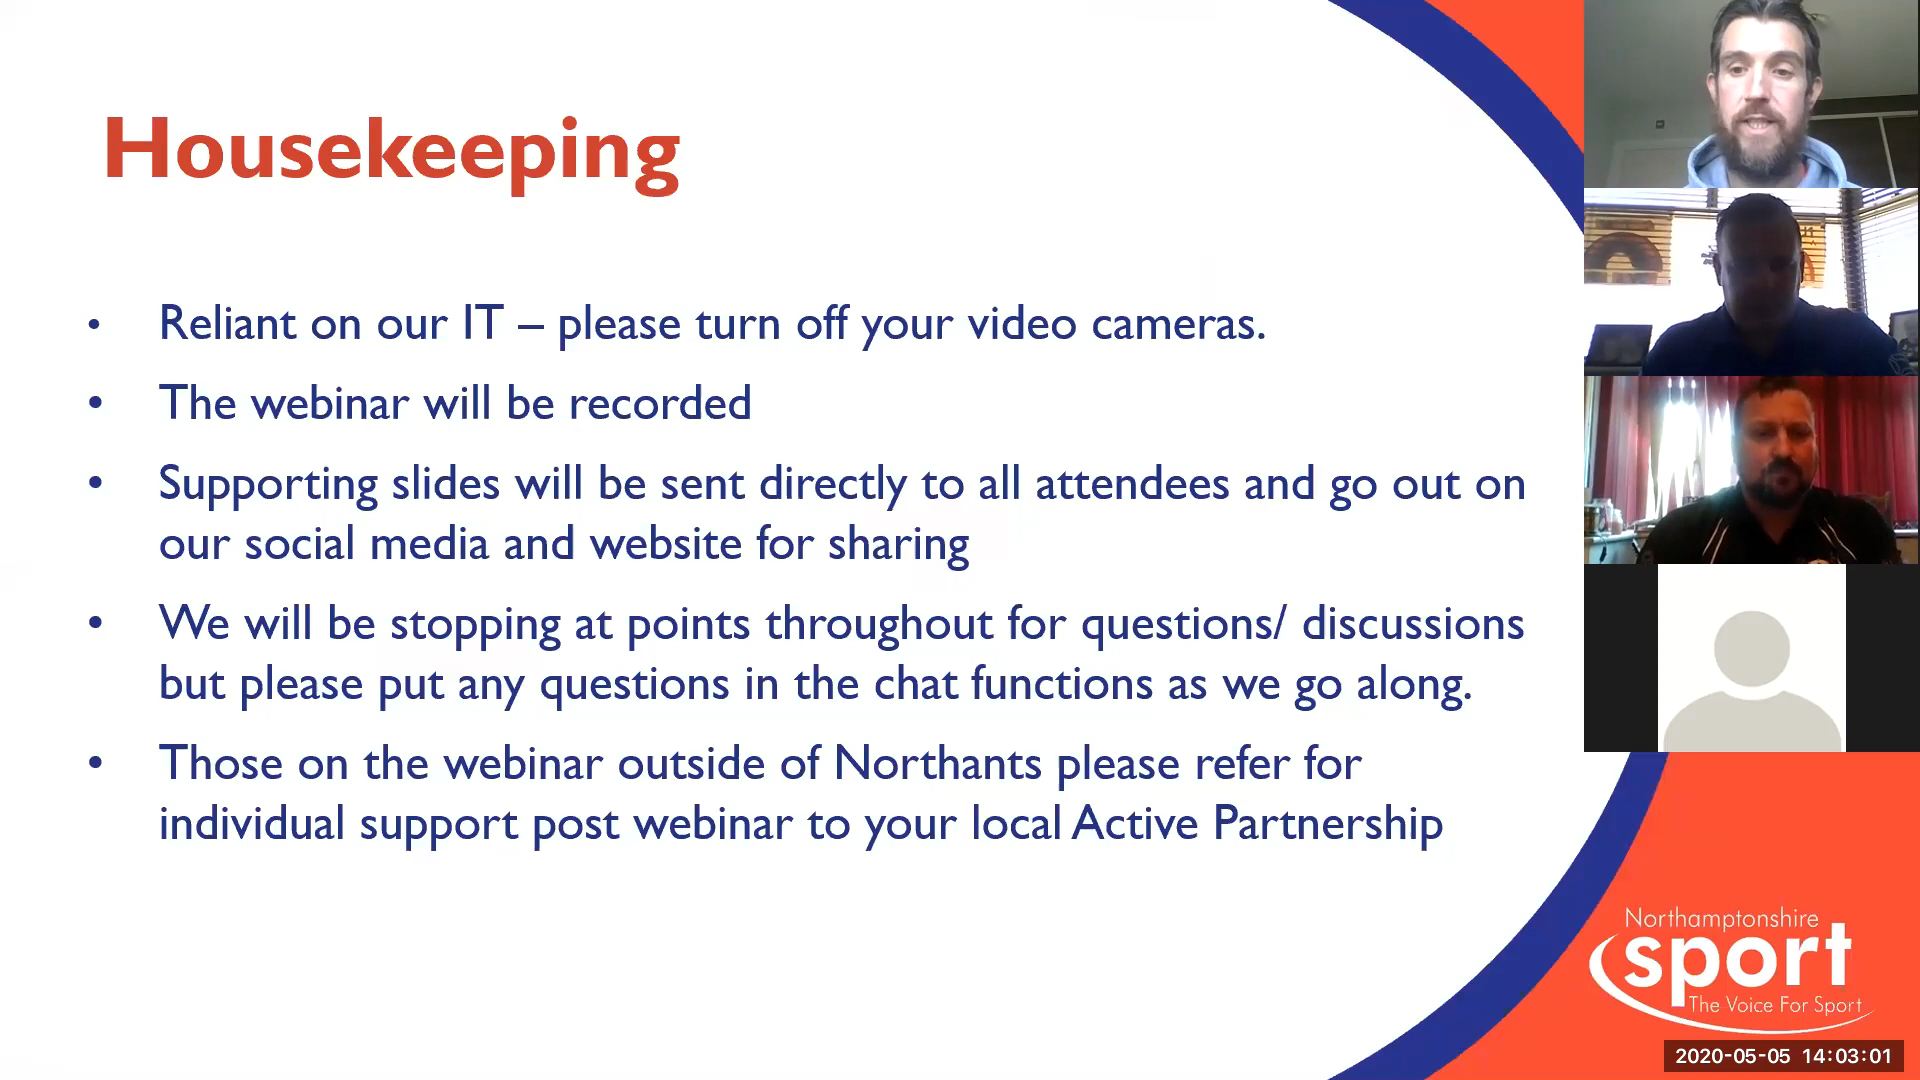 Housekeeping
• Reliant on our IT – please turn off your video cameras.
• The webinar will be recorded
• Supporting slides will be sent directly to all attendees and go out on
our social media and website for sharing
• We will be stopping at points throughout for questions/ discussions
but please put any questions in the chat functions as we go along.
• Those on the webinar outside of Northants please refer for
individual support post webinar to your local Active Partnership
Northamptonshire
sport
The Voice For Sport
2020-05-05 14:03:01